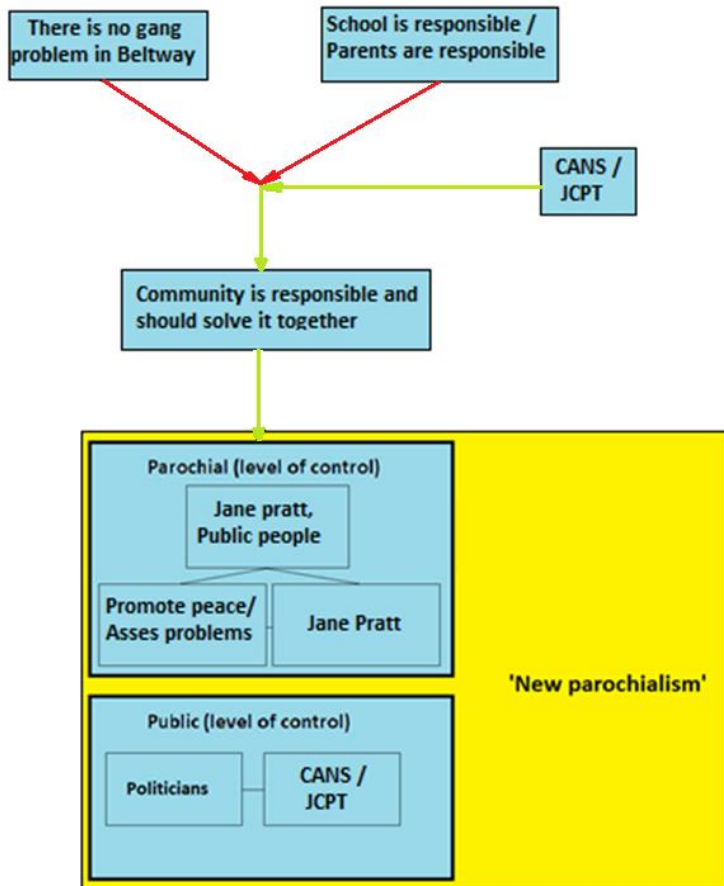 There is no gang
problem in Beltway
School is responsible /
Parents are responsible
CANS /
JCPT
Community is responsible and
should solve it together
Parochial (level of control)
Jane pratt,
Public people
Promote peace/
Asses problems
Jane Pratt
'New parochialism'
Public (level of control)
Politicians
CANS /
JCPT